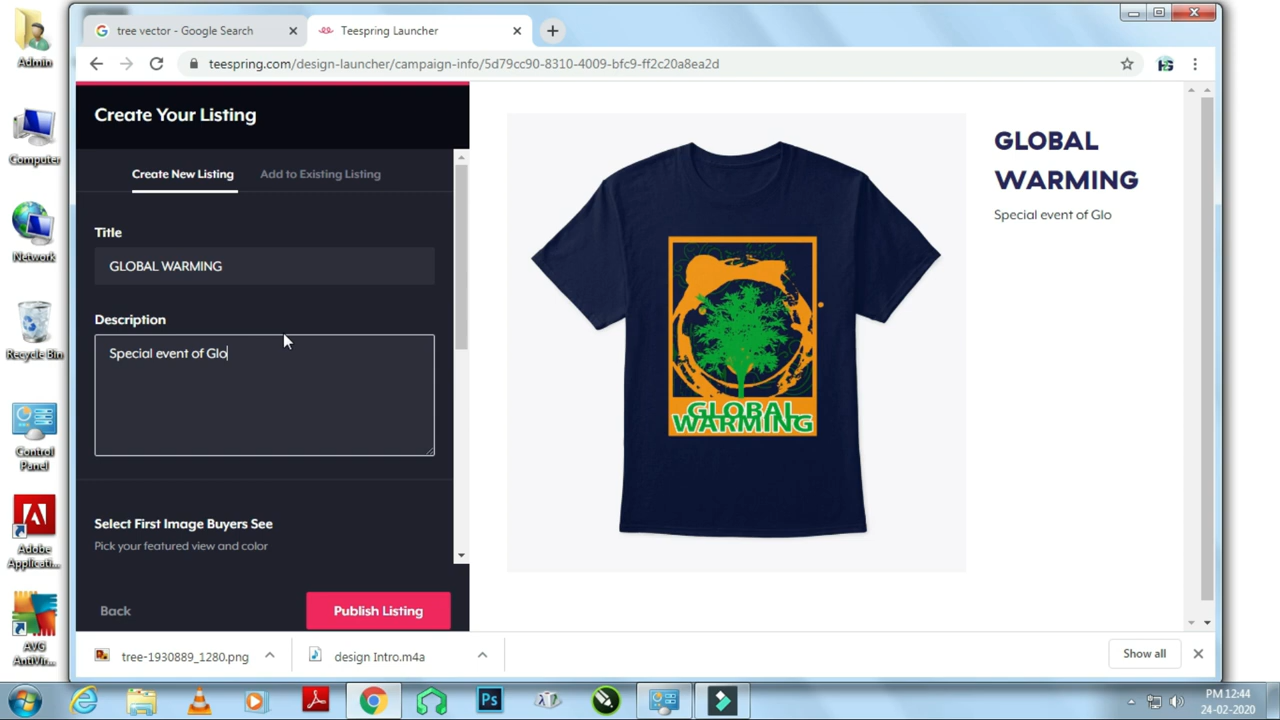 tree vector - Google Search
Teespring Launcher
teespring.com/design-launcher/campaign-info/5d79cc90-8310-4009-bfc9-ff2c20a8ea2d
Admin
Computer
Network
Recycle Bin
Control
Panel
Adobe
Applicati...
AVG
AntiVir...
Create Your Listing
Create New Listing
Add to Existing Listing
Title
GLOBAL WARMING
Description
Special event of Glo
Select First Image Buyers See
Pick your featured view and color
Back
Publish Listing
GLOBAL
WARMING
GLOBAL
WARMING
Special event of Glo
tree-1930889_1280.png
design Intro.m4a
Show all
Ps
PM 12:44
24-02-2020